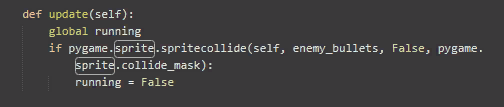 def update(self):
global running
if pygame.sprite.spritecollide(self, enemy_bullets, False, pygame.
sprite.collide_mask):
running = False